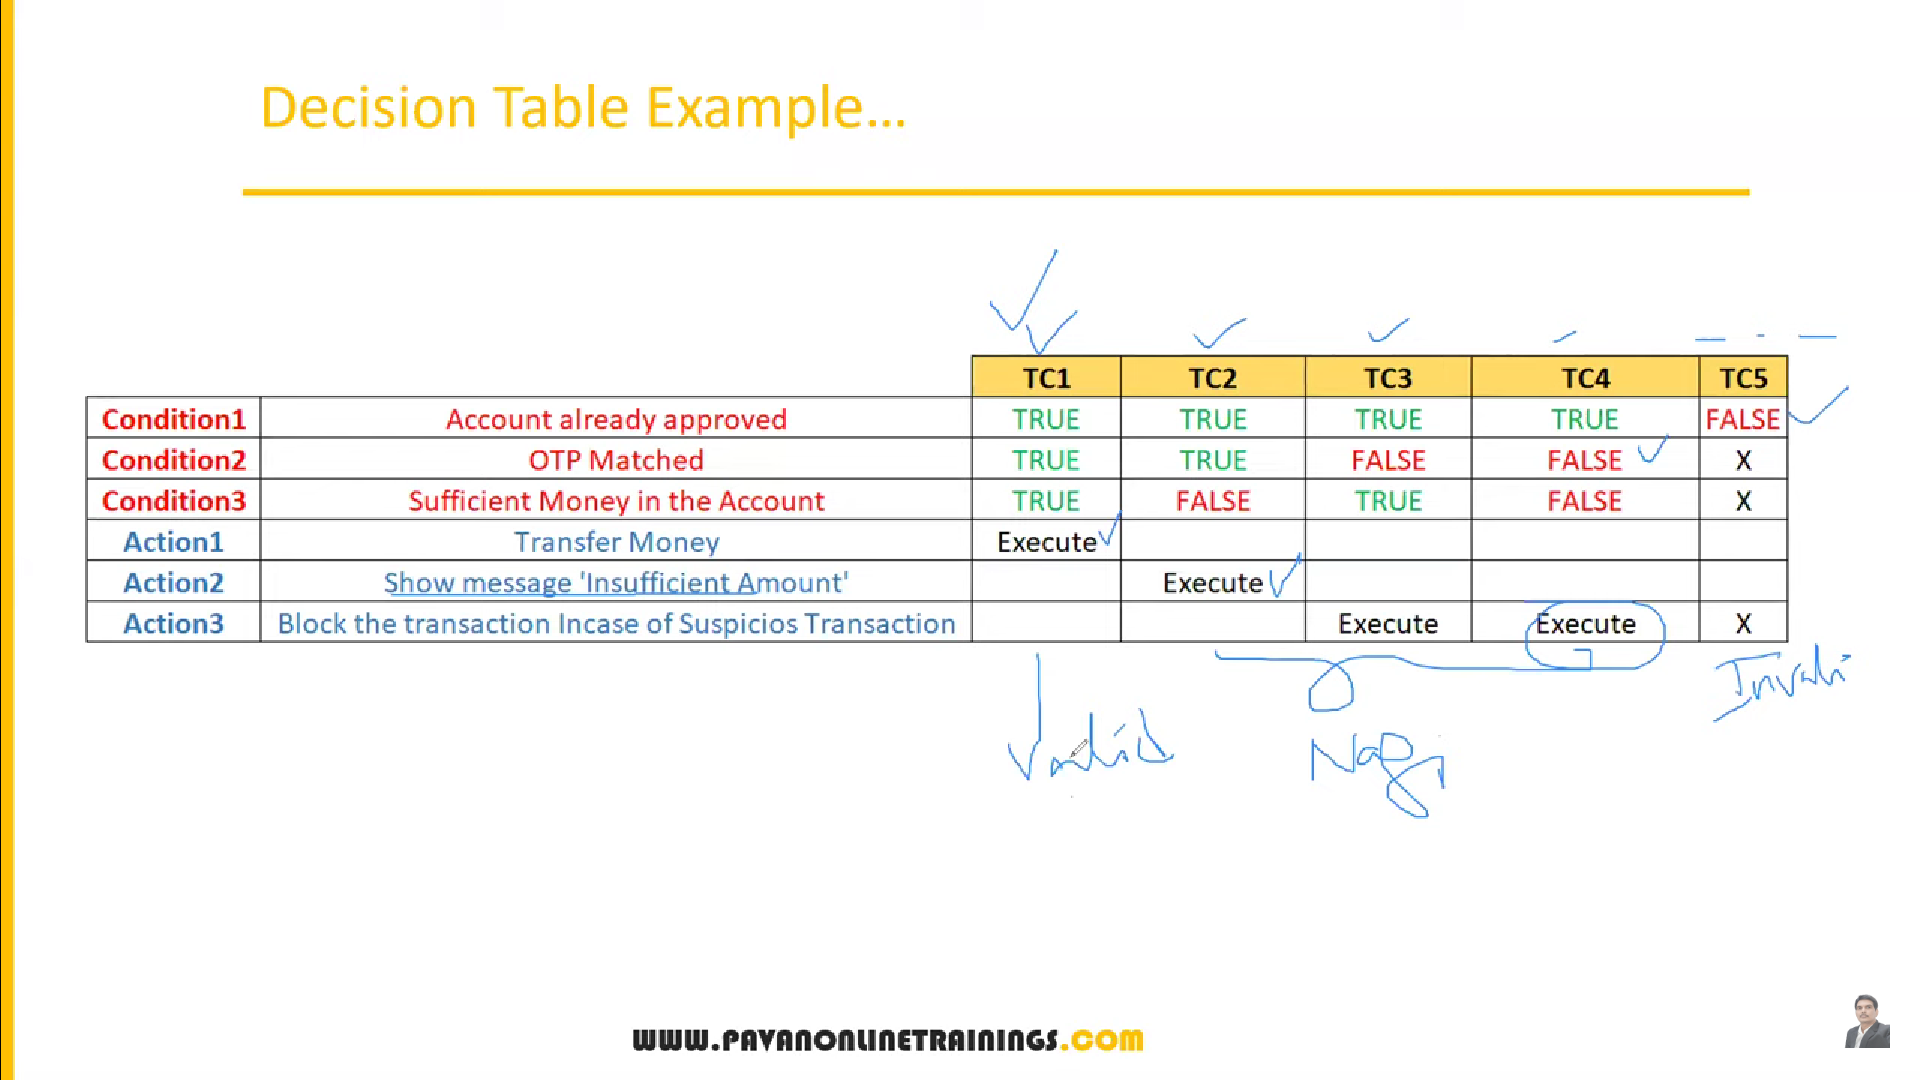 Decision Table Example...
TC1 TC2 TC3 TC4 TC5
Condition1 Account already approved TRUE TRUE TRUE TRUE FALSE
Condition2 OTP Matched TRUE TRUE FALSE FALSE X
Condition3 Sufficient Money in the Account TRUE FALSE TRUE FALSE X
Action1 Transfer Money Execute
Action2 Show message 'Insufficient Amount' Execute
Action3 Block the transaction Incase of Suspicios Transaction Execute Execute X
Invali
Valid
WWW.PAVANONLINETRAININGS.COM